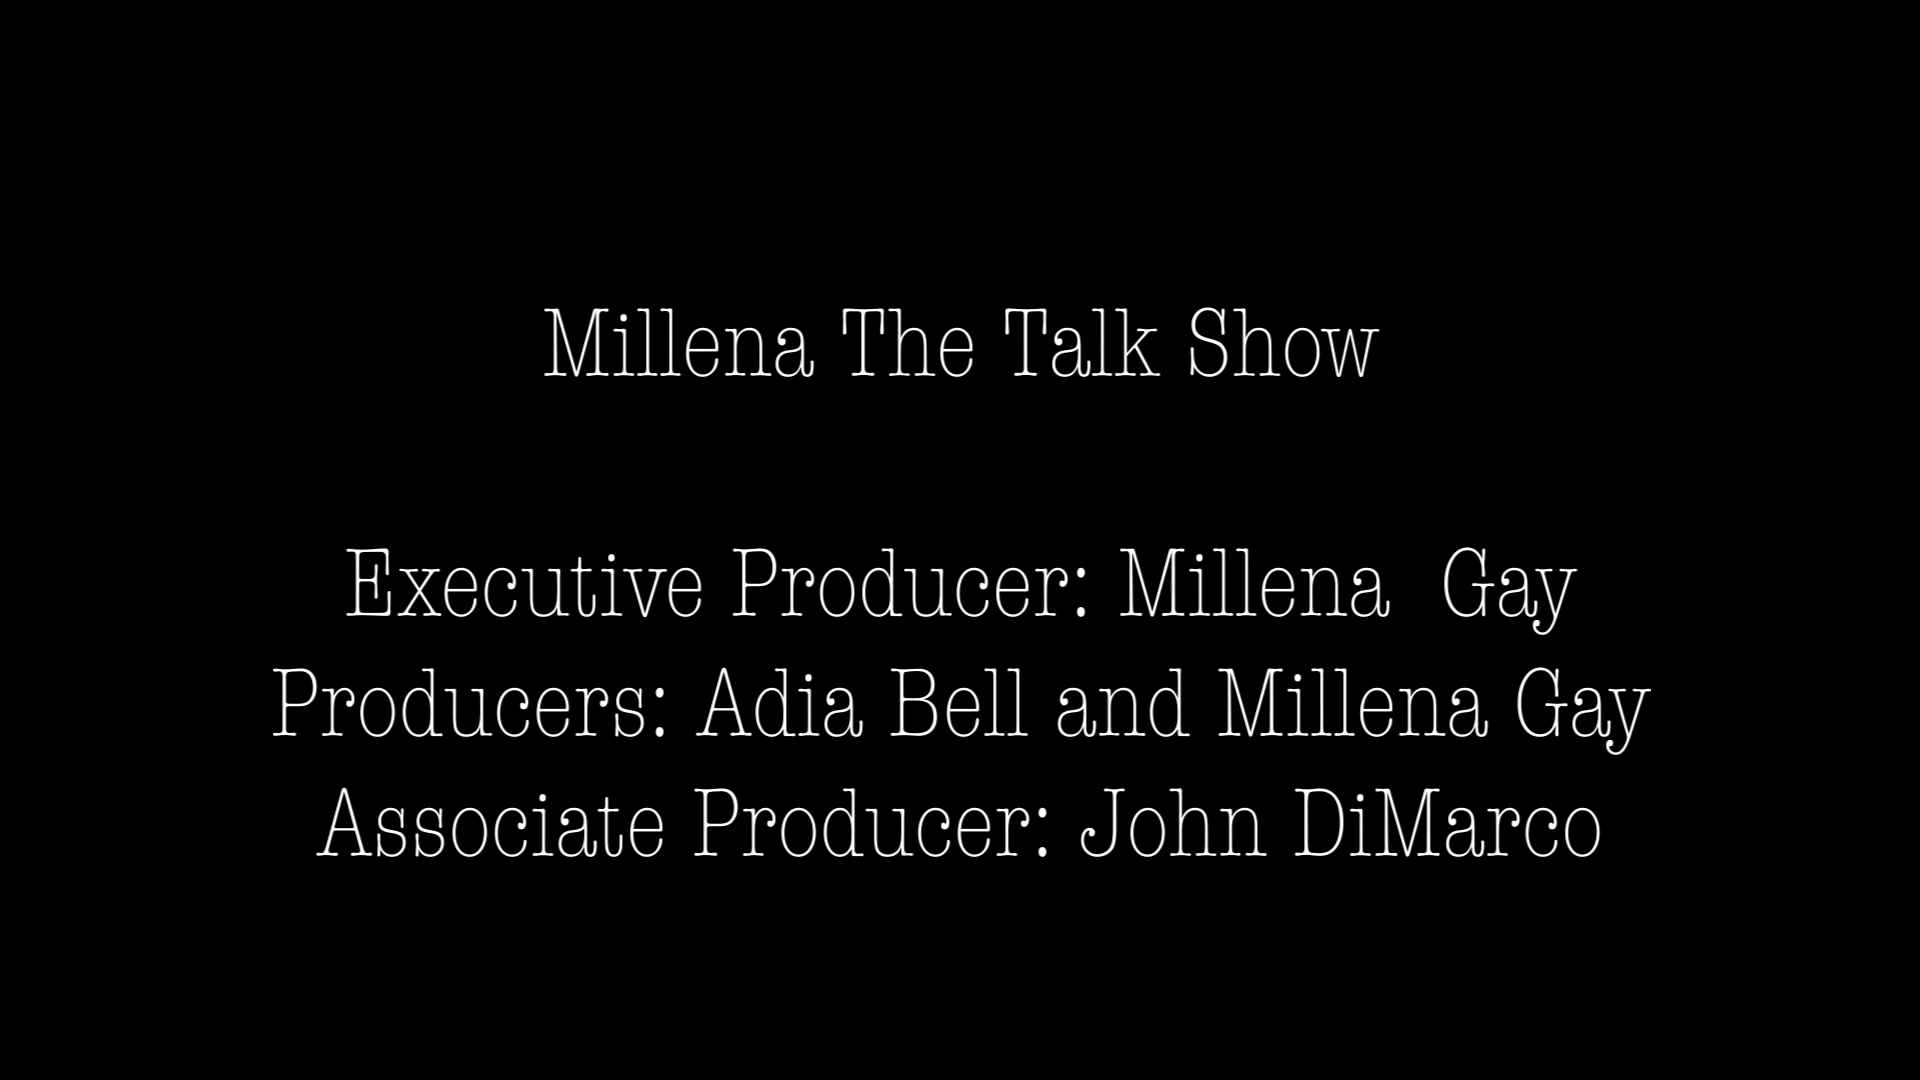 Millena The Talk Show
Executive Producer: Millena  Gay
Producers: Adia Bell and Millena Gay
Associate Producer: John DiMarco